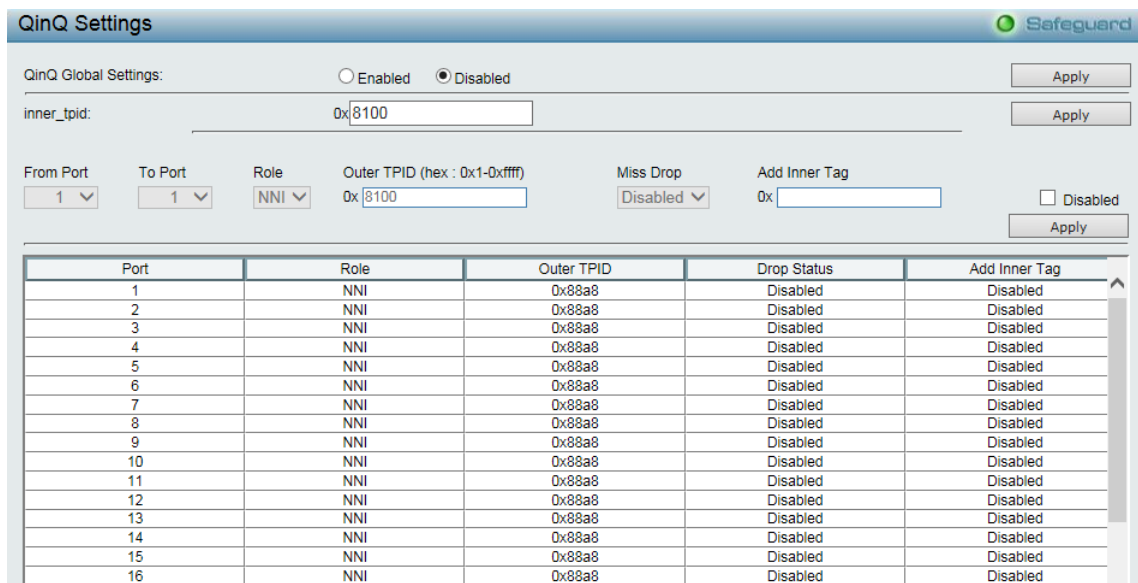 QinQ Settings Safeguard
QinQ Global Settings: Enabled Disabled Apply
inner_tpid: 0x 8100 Apply
From Port To Port Role Outer TPID (hex : 0x1-0xffff) Miss Drop Add Inner Tag
1 1 NNI 0x 8100 Disabled 0x Disabled
Apply
Port Role Outer TPID Drop Status Add Inner Tag
1 NNI 0x88a8 Disabled Disabled
2 NNI 0x88a8 Disabled Disabled
3 NNI 0x88a8 Disabled Disabled
4 NNI 0x88a8 Disabled Disabled
5 NNI 0x88a8 Disabled Disabled
6 NNI 0x88a8 Disabled Disabled
7 NNI 0x88a8 Disabled Disabled
8 NNI 0x88a8 Disabled Disabled
9 NNI 0x88a8 Disabled Disabled
10 NNI 0x88a8 Disabled Disabled
11 NNI 0x88a8 Disabled Disabled
12 NNI 0x88a8 Disabled Disabled
13 NNI 0x88a8 Disabled Disabled
14 NNI 0x88a8 Disabled Disabled
15 NNI 0x88a8 Disabled Disabled
16 NNI 0x88a8 Disabled Disabled